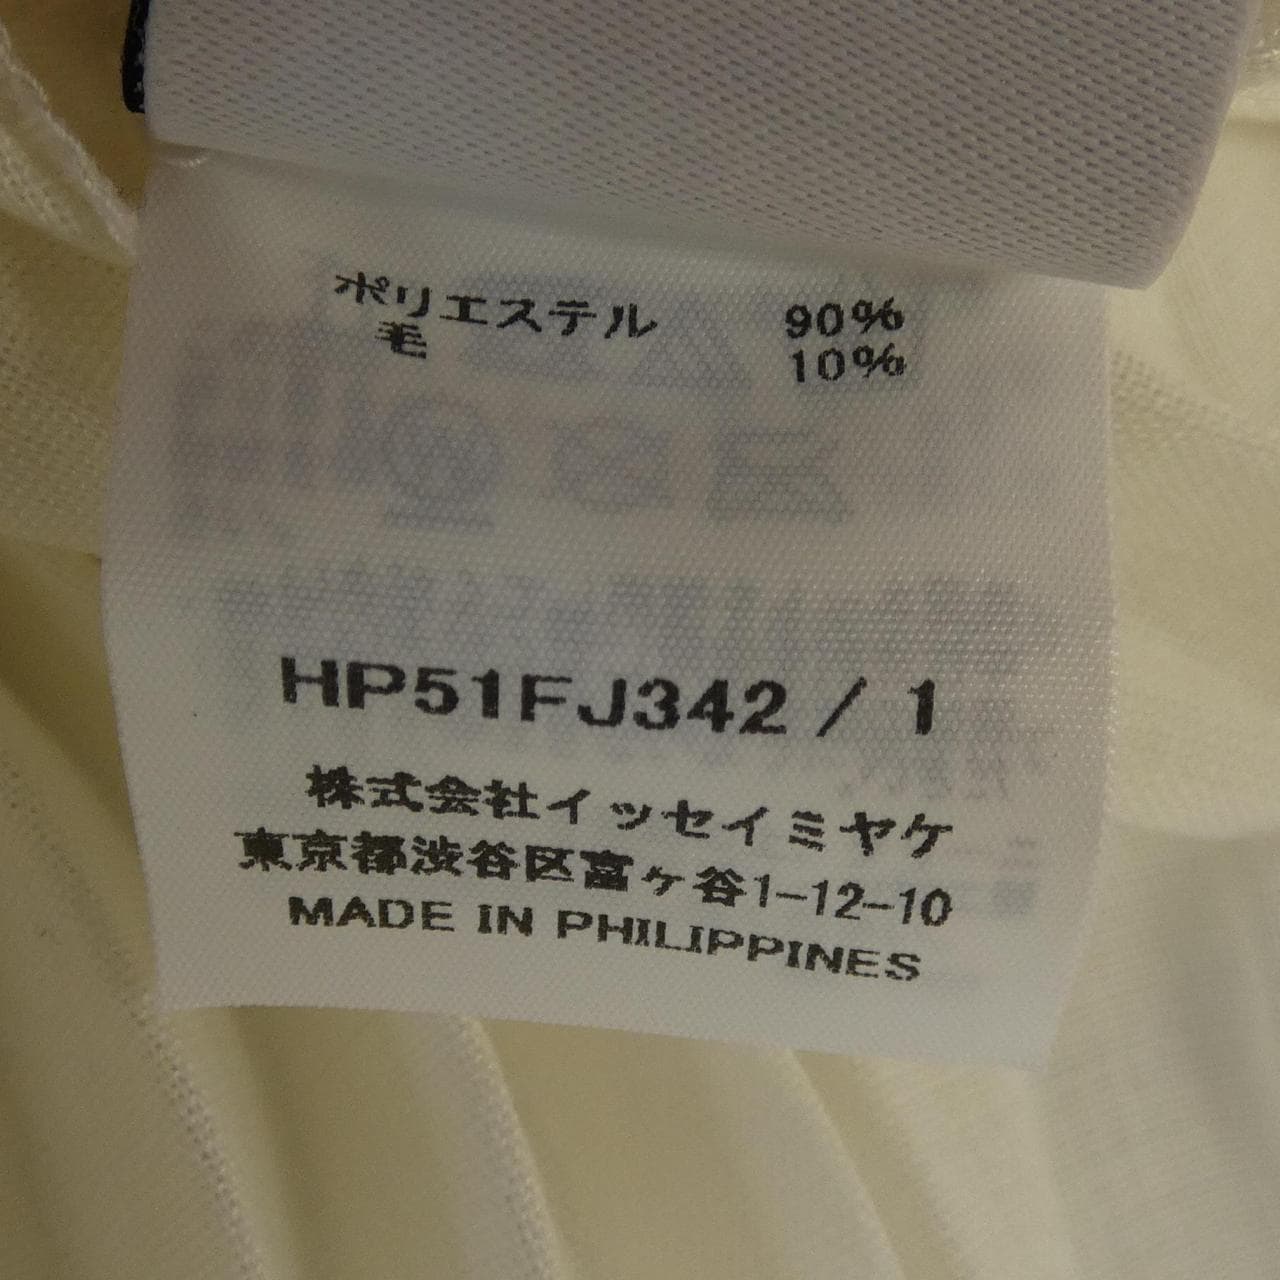 ポリエステル 90%
毛 10%
HP51FJ342 / 1
株式会社イッセイミヤケ
東京都渋谷区富ヶ谷1-12-10
MADE IN PHILIPPINES